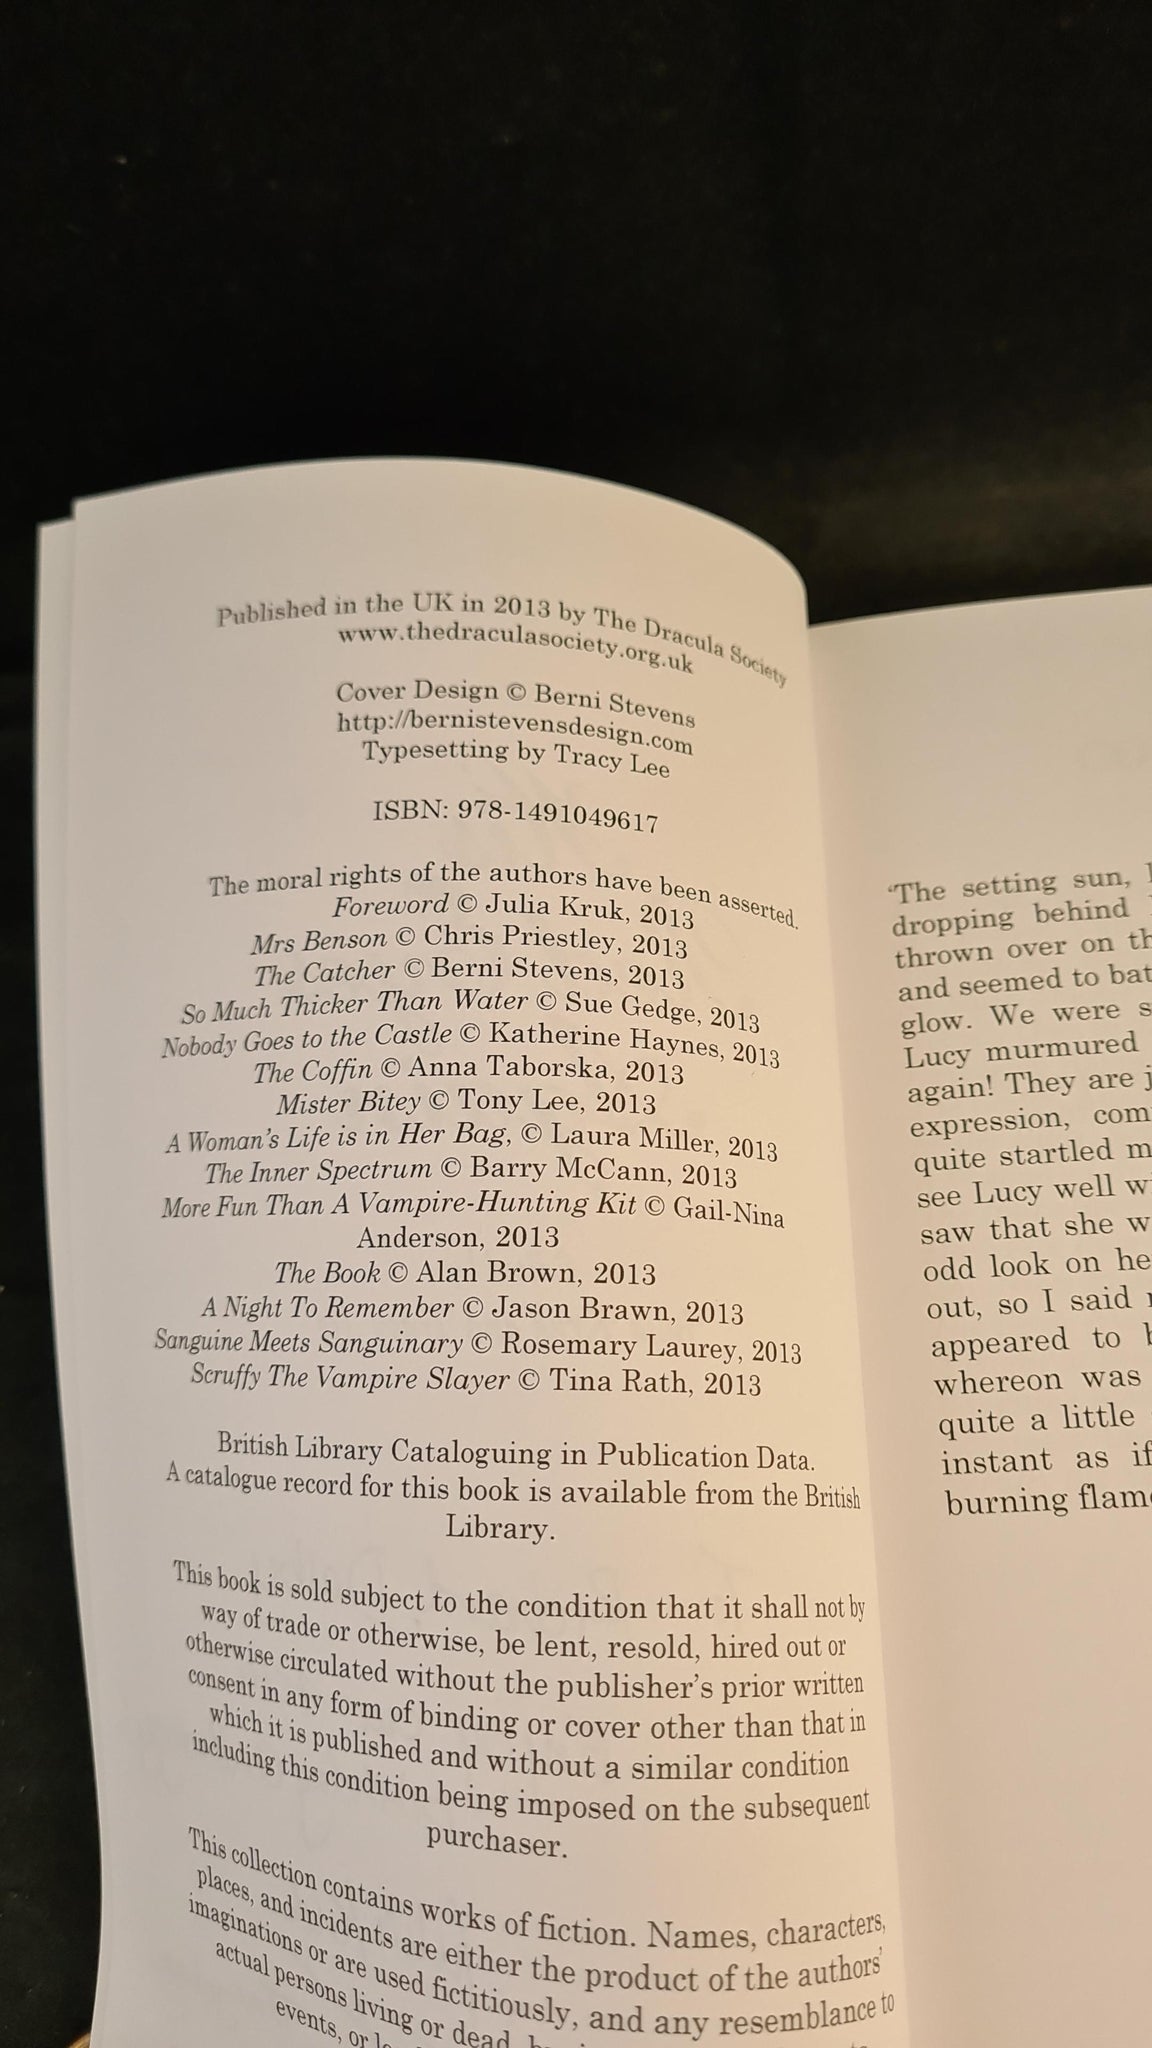 Published in the UK in 2013 by The Dracula Society
www.thedraculasociety.org.uk
Cover Design © Berni Stevens
http://bernistevensdesign.com
Typesetting by Tracy Lee
ISBN: 978-1491049617
The moral rights of the authors have been asserted.
Foreword © Julia Kruk, 2013
Mrs Benson © Chris Priestley, 2013
The Catcher © Berni Stevens, 2013
So Much Thicker Than Water © Sue Gedge, 2013
Nobody Goes to the Castle © Katherine Haynes, 2013
The Coffin © Anna Taborska, 2013
Mister Bitey © Tony Lee, 2013
A Woman's Life is in Her Bag, © Laura Miller, 2013
The Inner Spectrum © Barry McCann, 2013
More Fun Than A Vampire-Hunting Kit © Gail-Nina
Anderson, 2013
The Book © Alan Brown, 2013
A Night To Remember © Jason Brawn, 2013
Sanguine Meets Sanguinary © Rosemary Laurey, 2013
Scruffy The Vampire Slayer © Tina Rath, 2013
British Library Cataloguing in Publication Data.
A catalogue record for this book is available from the British
Library.
This book is sold subject to the condition that it shall not by
way of trade or otherwise, be lent, resold, hired out or
otherwise circulated without the publisher's prior written
consent in any form of binding or cover other than that in
which it is published and without a similar condition
including this condition being imposed on the subsequent
purchaser.
This collection contains works of fiction. Names, characters,
places, and incidents are either the product of the authors'
imaginations or are used fictitiously, and any resemblance to
actual persons living or dead,
events, or
'The setting sun,
dropping behind
thrown over on
and seemed to
glow. We were
Lucy murmured
again! They are
expression,
quite startled
see Lucy well
saw that she
odd look on
out, so I said
appeared to
whereon was
quite a little
instant as
burning